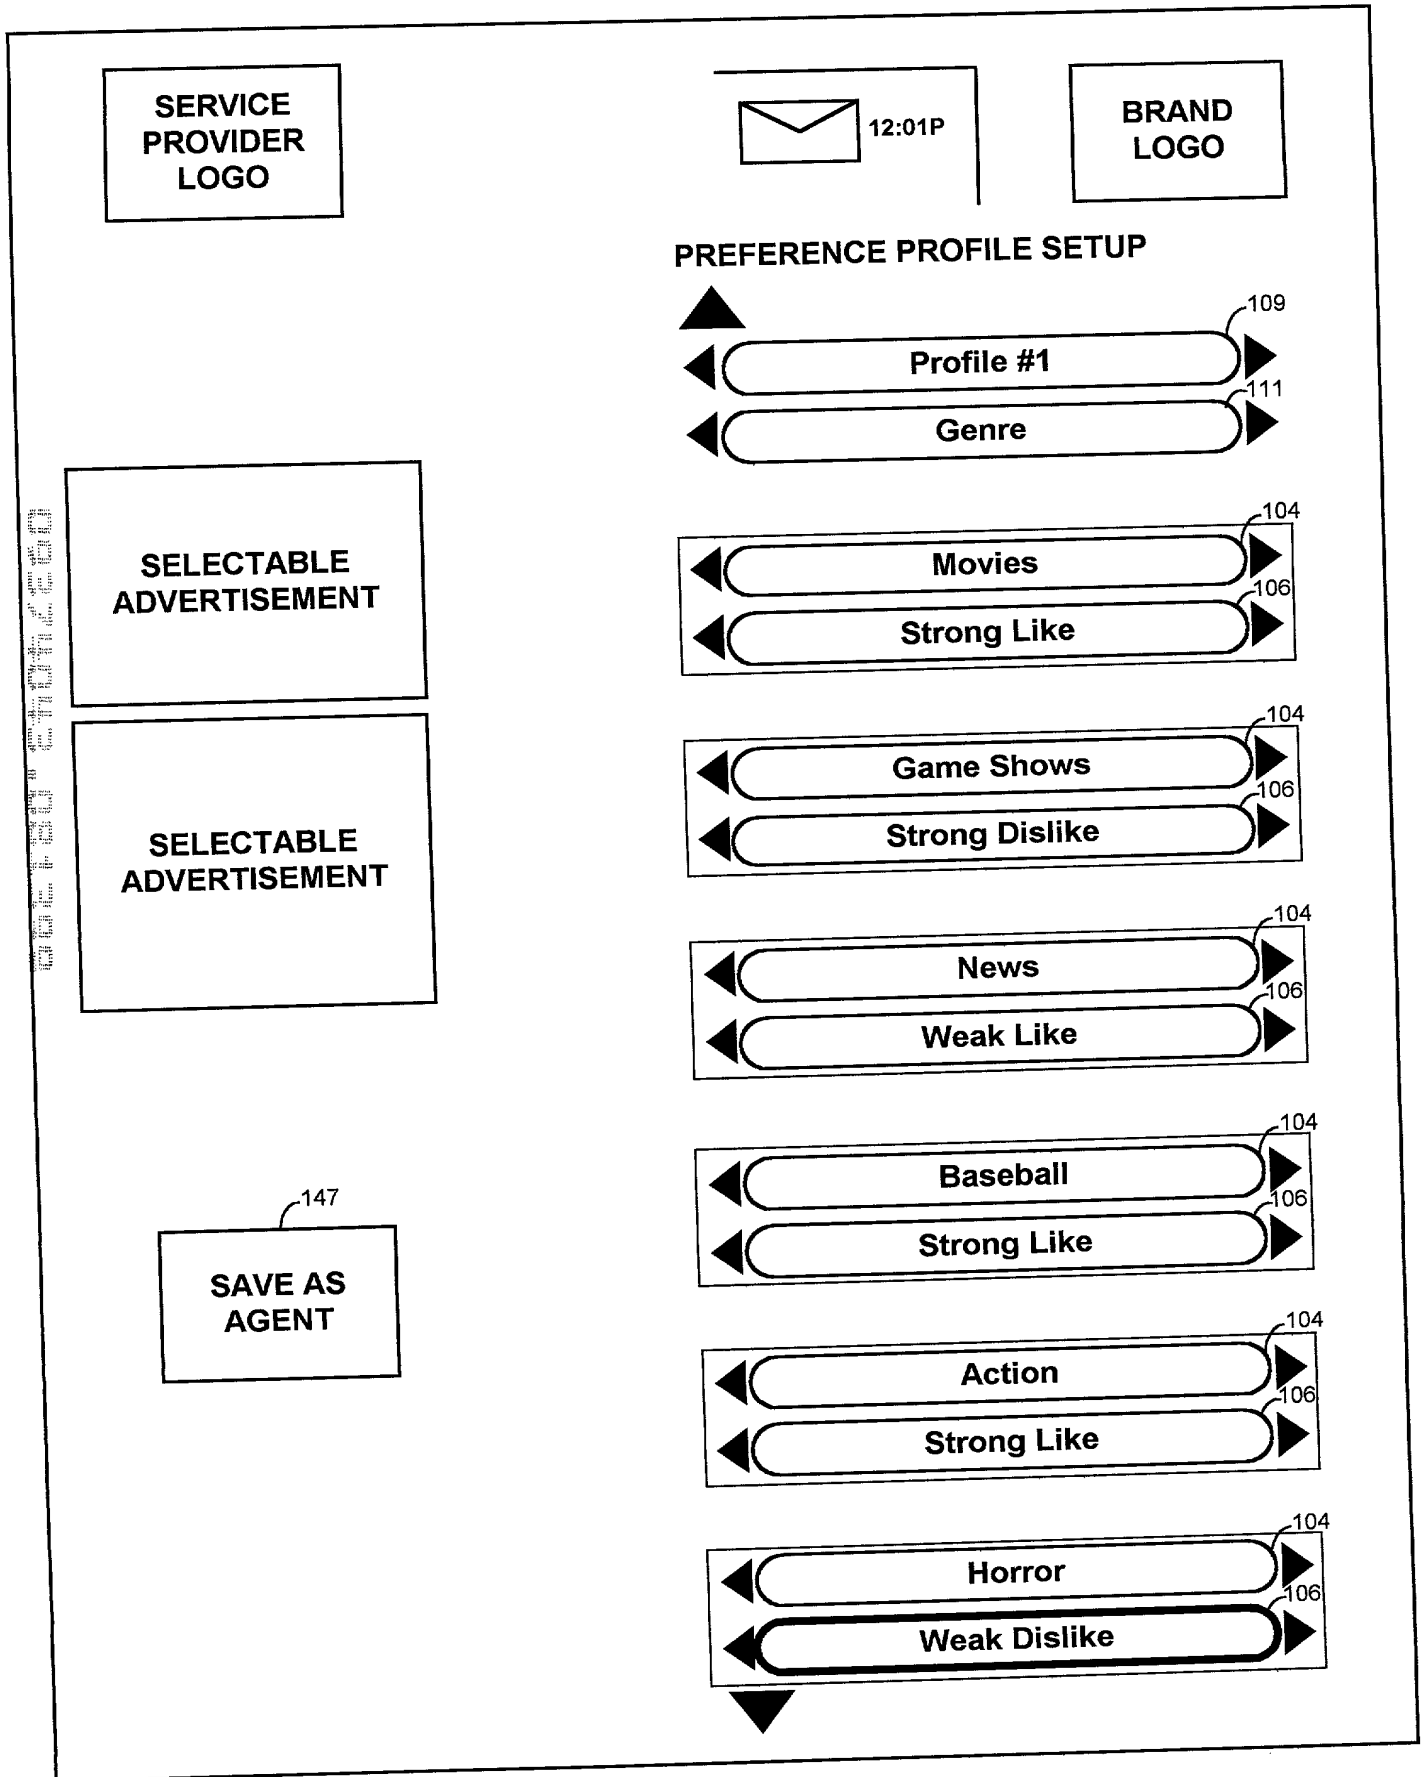 SERVICE
PROVIDER
LOGO
12:01P
BRAND
LOGO
PREFERENCE PROFILE SETUP
109
Profile #1
111
Genre
SELECTABLE
ADVERTISEMENT
104
Movies
106
Strong Like
SELECTABLE
ADVERTISEMENT
104
Game Shows
106
Strong Dislike
104
News
106
Weak Like
147
SAVE AS
AGENT
104
Baseball
106
Strong Like
104
Action
106
Strong Like
104
Horror
106
Weak Dislike